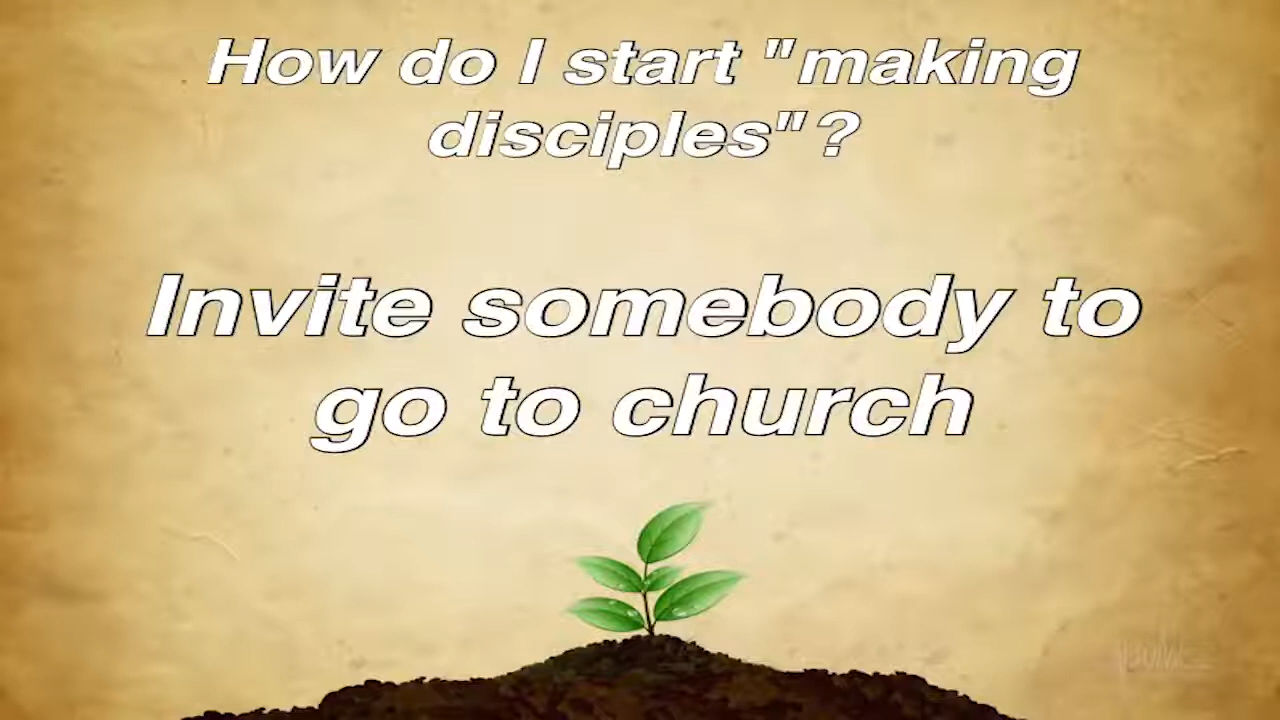 How do I start "making
disciples"?
Invite somebody to
go to church